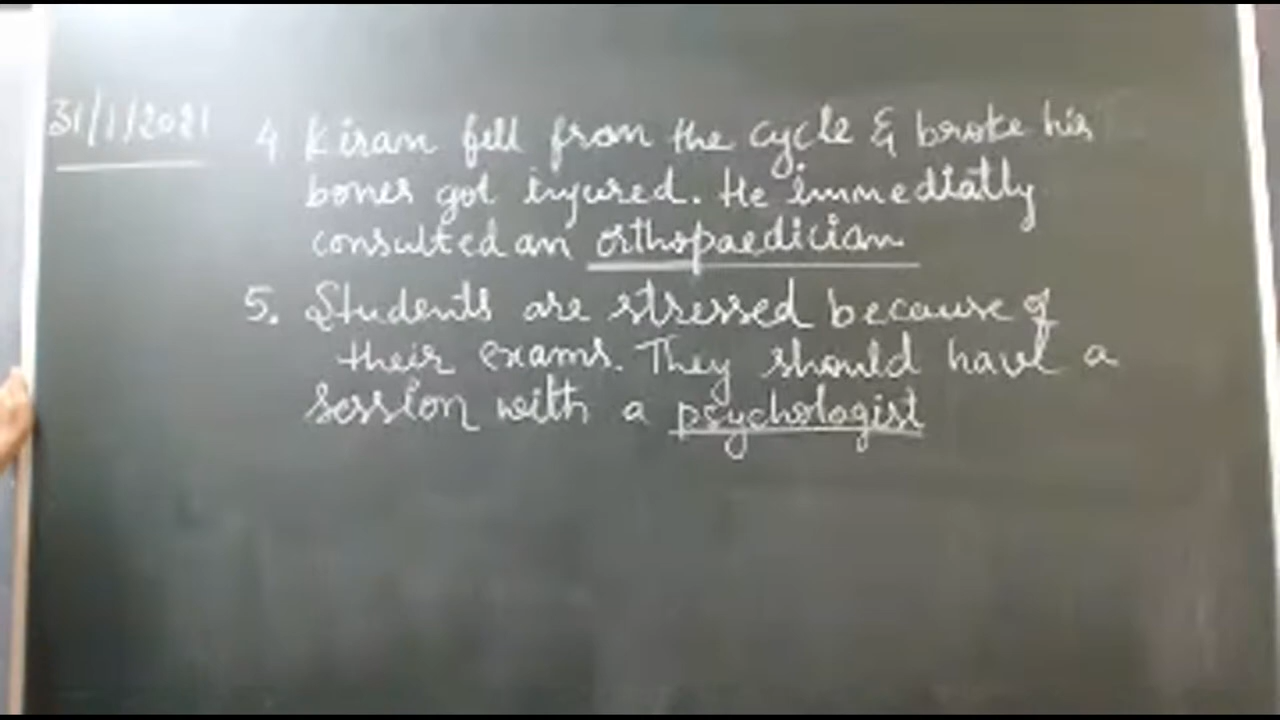 31/1/2021
4 Kiran fell from the cycle & broke his
bones got injured. He immediatly
consulted an orthopaedician
5. Students are stressed because of
their exams. They should have a
session with a psychologist